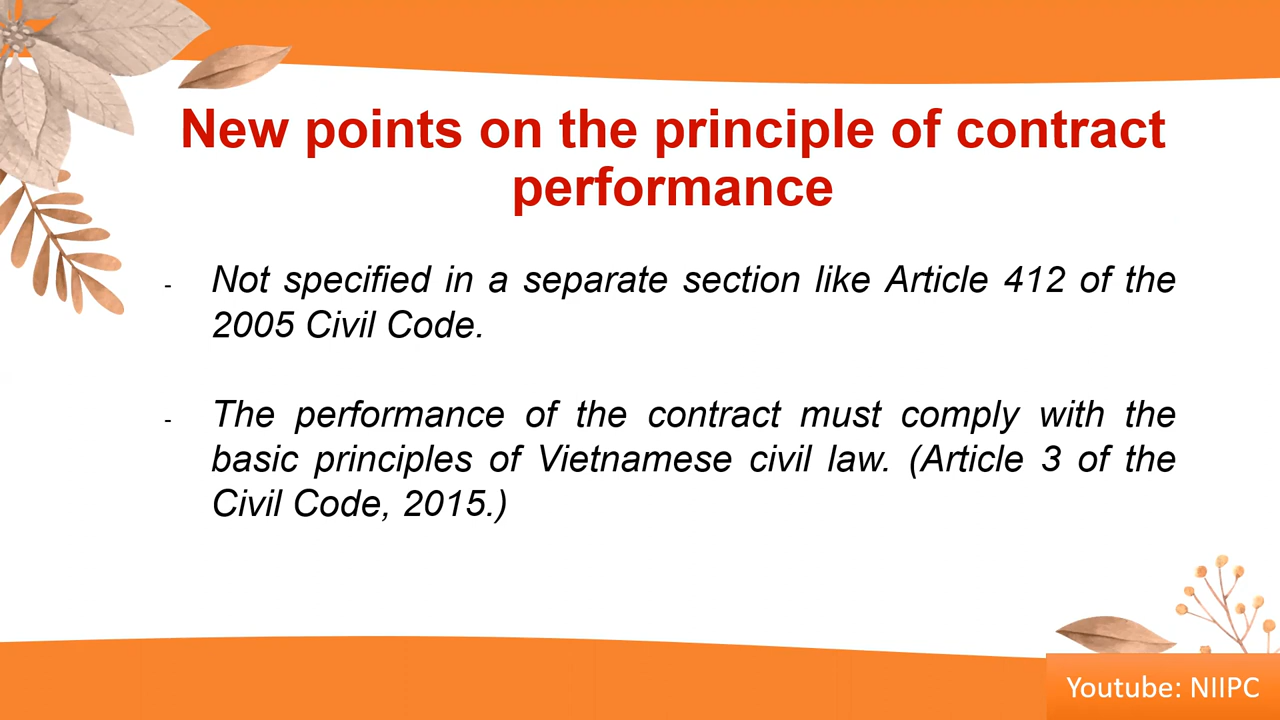 New points on the principle of contract
performance
- Not specified in a separate section like Article 412 of the
2005 Civil Code.
- The performance of the contract must comply with the
basic principles of Vietnamese civil law. (Article 3 of the
Civil Code, 2015.)
Youtube: NIIPC